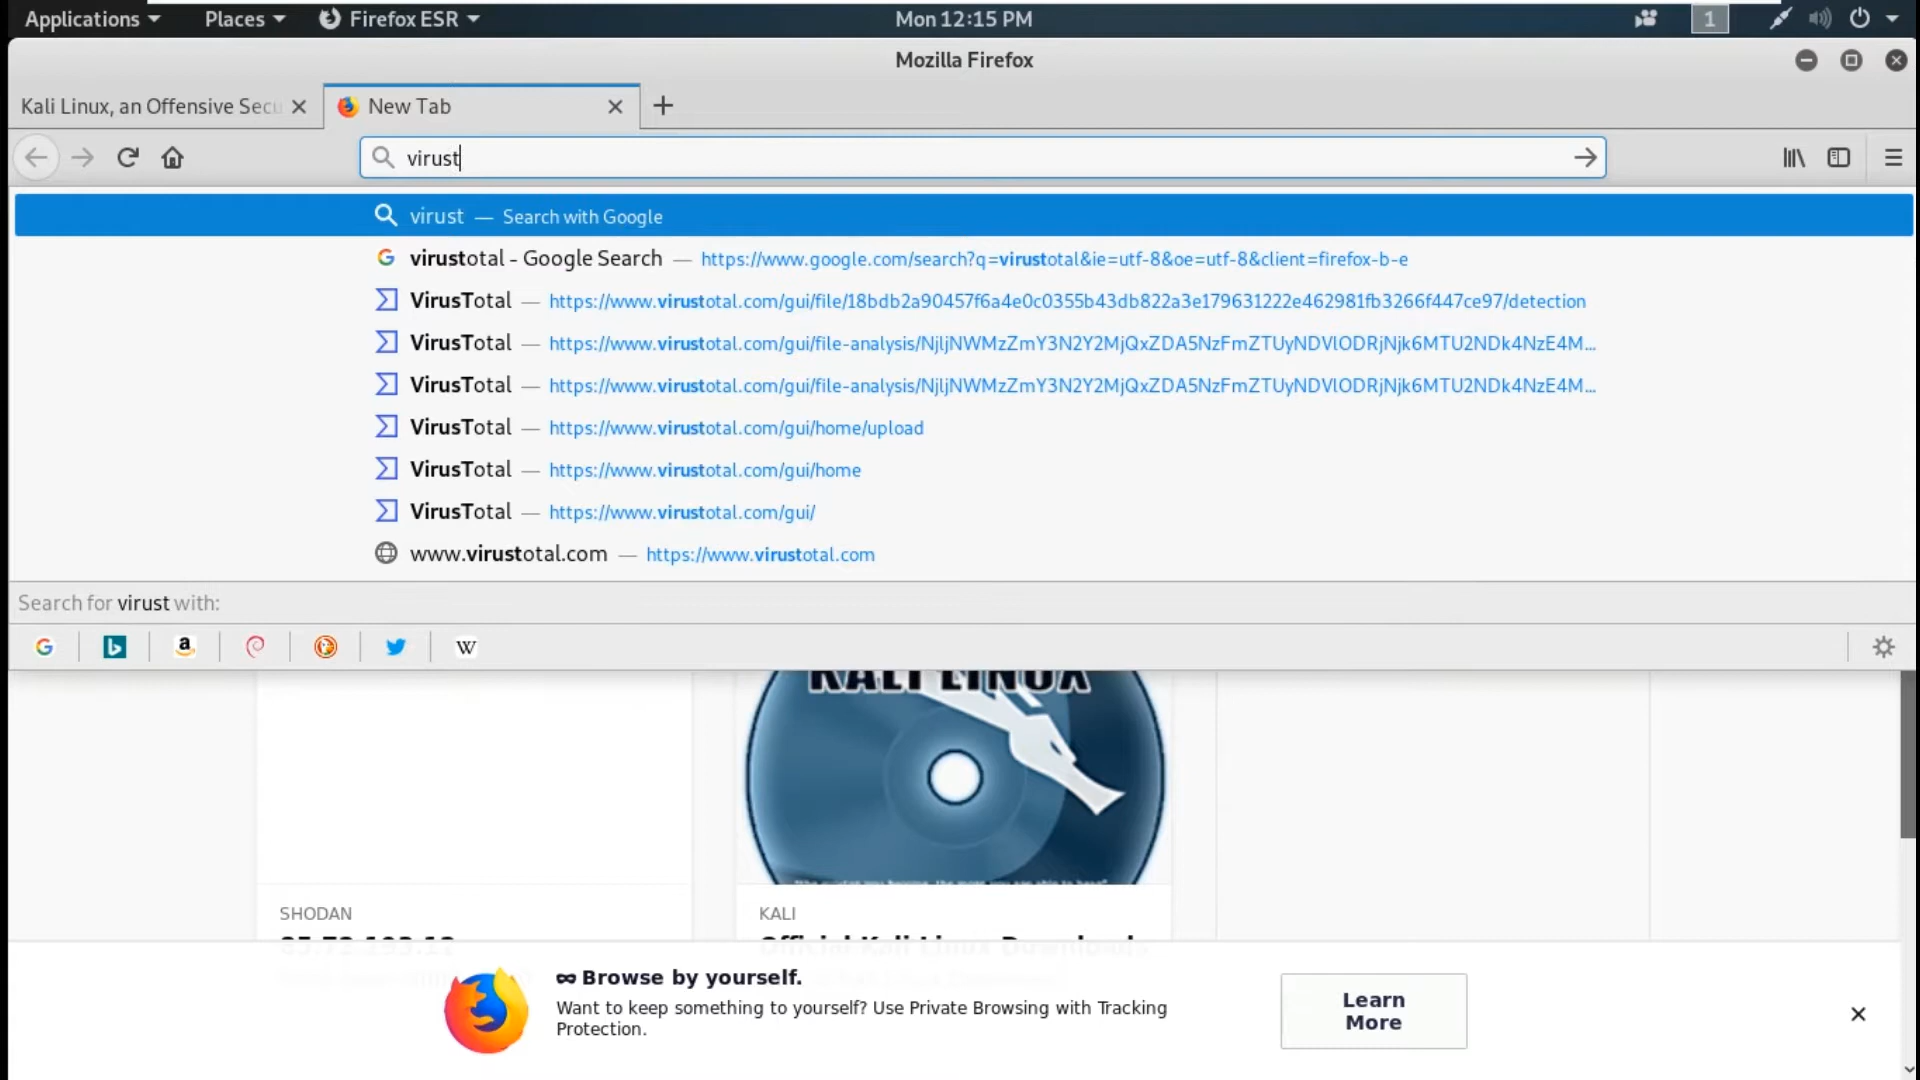 Applications Places Firefox ESR Mon 12:15 PM 1
Mozilla Firefox
Kali Linux, an Offensive Secu New Tab
virust
virust — Search with Google
virustotal - Google Search — https://www.google.com/search?q=virustotal&ie=utf-8&oe=utf-8&client=firefox-b-e
VirusTotal — https://www.virustotal.com/gui/file/18bdb2a90457f6a4e0c0355b43db822a3e179631222e462981fb3266f447ce97/detection
VirusTotal — https://www.virustotal.com/gui/file-analysis/NjljNWMzZmY3N2Y2MjQxZDA5NzFmZTUyNDVlODRjNjk6MTU2NDk4NzE4M...
VirusTotal — https://www.virustotal.com/gui/file-analysis/NjljNWMzZmY3N2Y2MjQxZDA5NzFmZTUyNDVlODRjNjk6MTU2NDk4NzE4M...
VirusTotal — https://www.virustotal.com/gui/home/upload
VirusTotal — https://www.virustotal.com/gui/home
VirusTotal — https://www.virustotal.com/gui/
www.virustotal.com — https://www.virustotal.com
Search for virust with:
KALI LINUX
SHODAN KALI
Official Kali Linux Downloads
Browse by yourself.
Want to keep something to yourself? Use Private Browsing with Tracking
Protection.
Learn
More